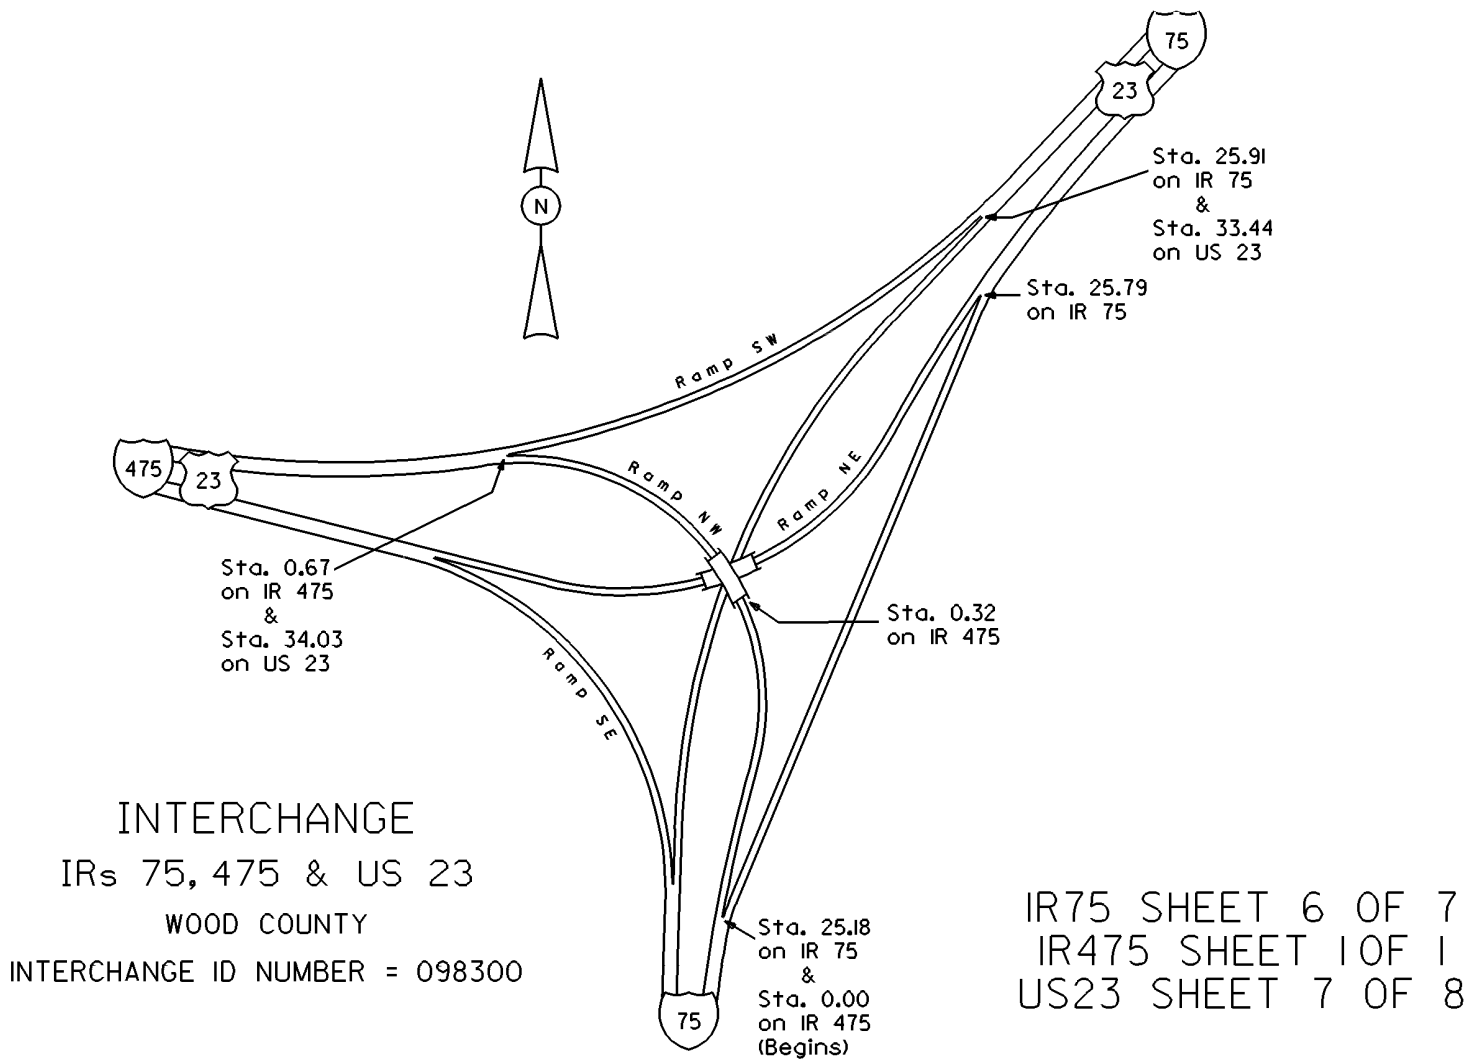 75
23
N
Sta. 25.91
on IR 75
&
Sta. 33.44
on US 23
Sta. 25.79
on IR 75
Ramp SW
475
23
Ramp NW
Ramp NE
Sta. 0.67
on IR 475
&
Sta. 34.03
on US 23
Sta. 0.32
on IR 475
Ramp SE
INTERCHANGE
IRs 75, 475 & US 23
WOOD COUNTY
INTERCHANGE ID NUMBER = 098300
Sta. 25.18
on IR 75
&
Sta. 0.00
on IR 475
(Begins)
75
IR75 SHEET 6 OF 7
IR475 SHEET 1 OF 1
US23 SHEET 7 OF 8